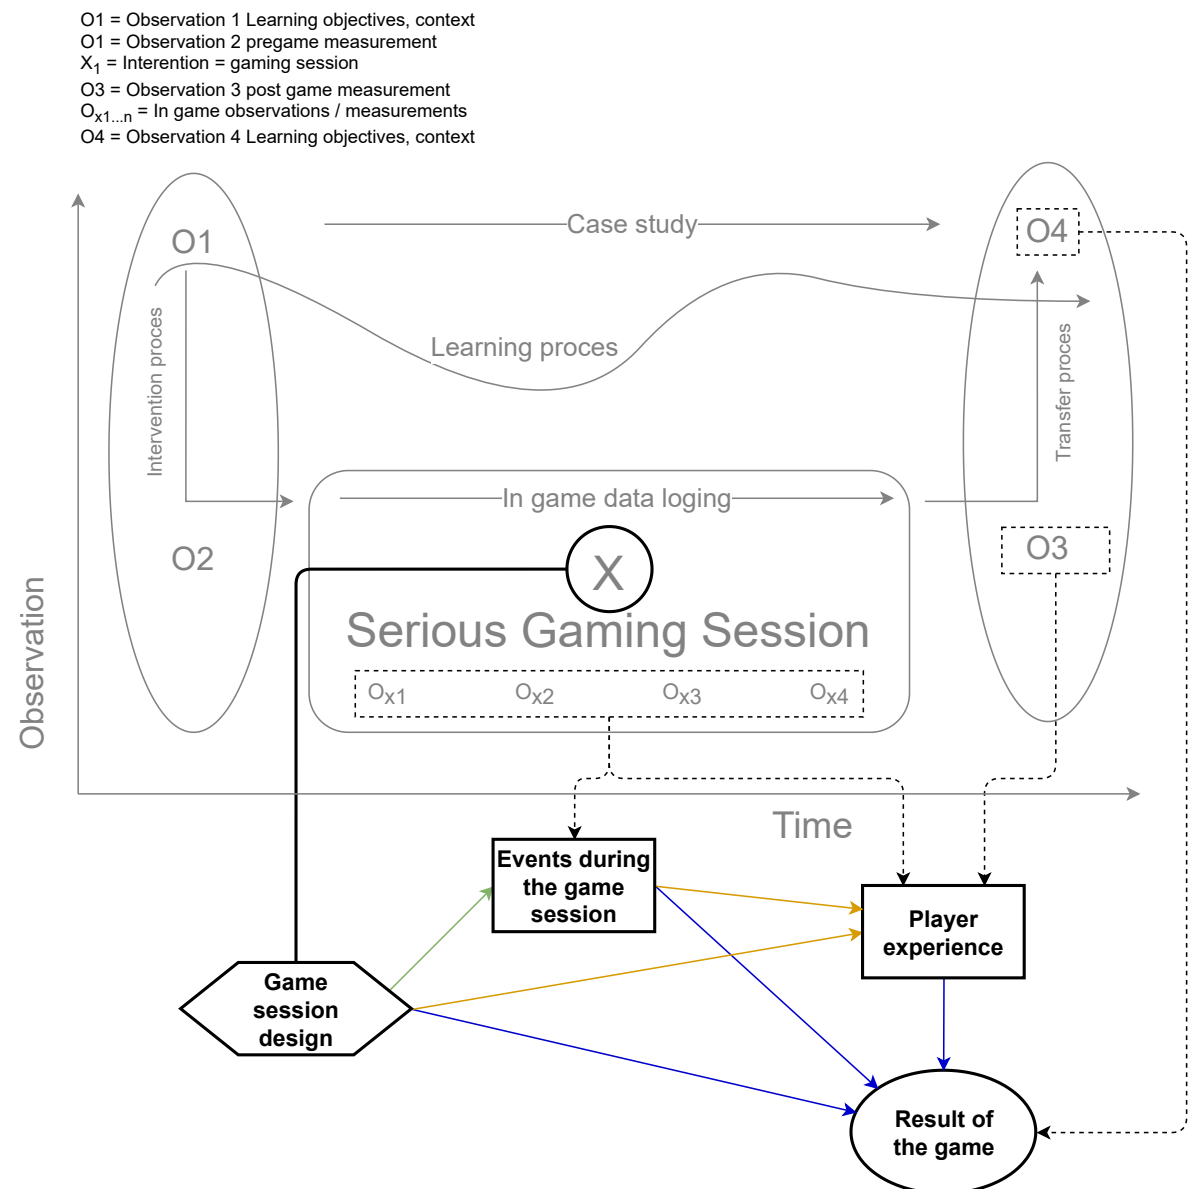 O1 = Observation 1 Learning objectives, context
O1 = Observation 2 pregame measurement
X1 = Interention = gaming session
O3 = Observation 3 post game measurement
Ox1...n = In game observations / measurements
O4 = Observation 4 Learning objectives, context
O1
Case study
O4
Intervention proces
Learning proces
Transfer proces
In game data loging
O2
X
O3
Serious Gaming Session
Ox1 Ox2 Ox3 Ox4
Observation
Time
Events during
the game
session
Player
experience
Game
session
design
Result of
the game